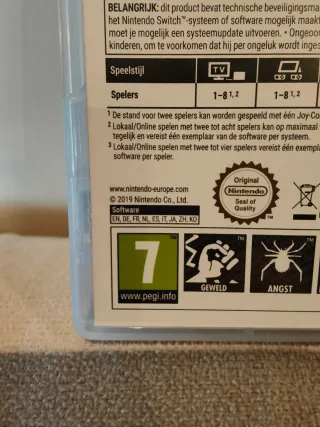 BELANGRIJK: dit product bevat technische beveiligingsma
het Nintendo Switch™-systeem of software mogelijk maakt
moet je mogelijk een systeemupdate uitvoeren. • Ongeoor
kinderen, om te voorkomen dat hij per ongeluk wordt inges
Speelstijl TV
Spelers 1–8 1, 2 1–8 1, 2
1 De stand voor twee spelers kan worden gespeeld met één Joy-Con
2 Lokaal/Online spelen met twee tot acht spelers kan op maximaal
tegelijk en vereist één exemplaar van de software per systeem.
3 Lokaal/Online spelen met twee tot vier spelers vereist één exempla
software per speler.
www.nintendo-europe.com
© 2019 Nintendo Co., Ltd.
Software
EN, DE, FR, NL, ES, IT, JA, ZH, KO
Original
Nintendo
Seal of
Quality
7
www.pegi.info
GEWELD
ANGST